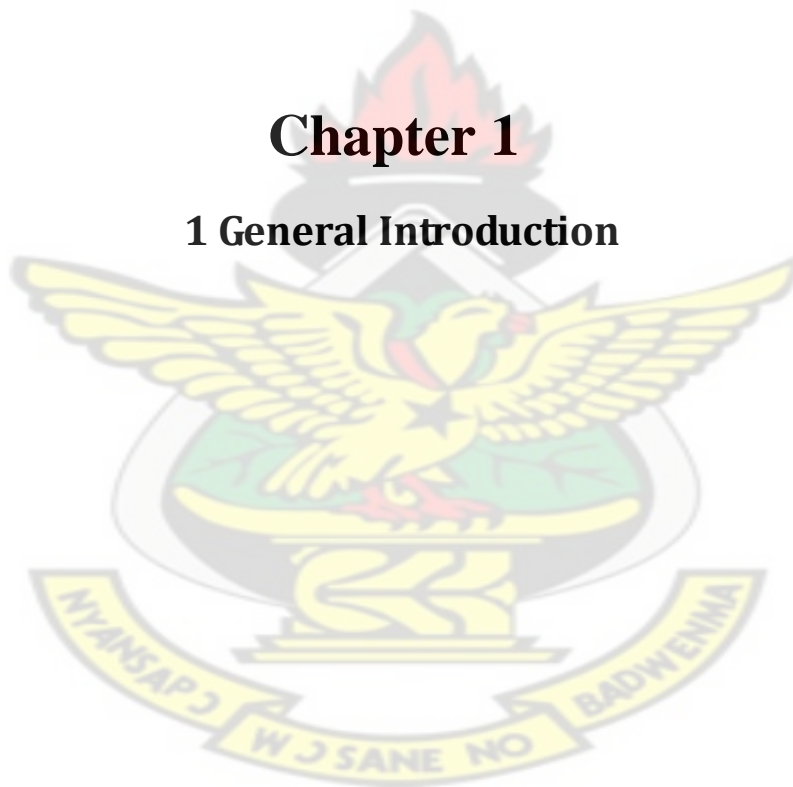 Chapter 1
1 General Introduction
NYANSAPƆ
WƆSANE NO
BADWENMA